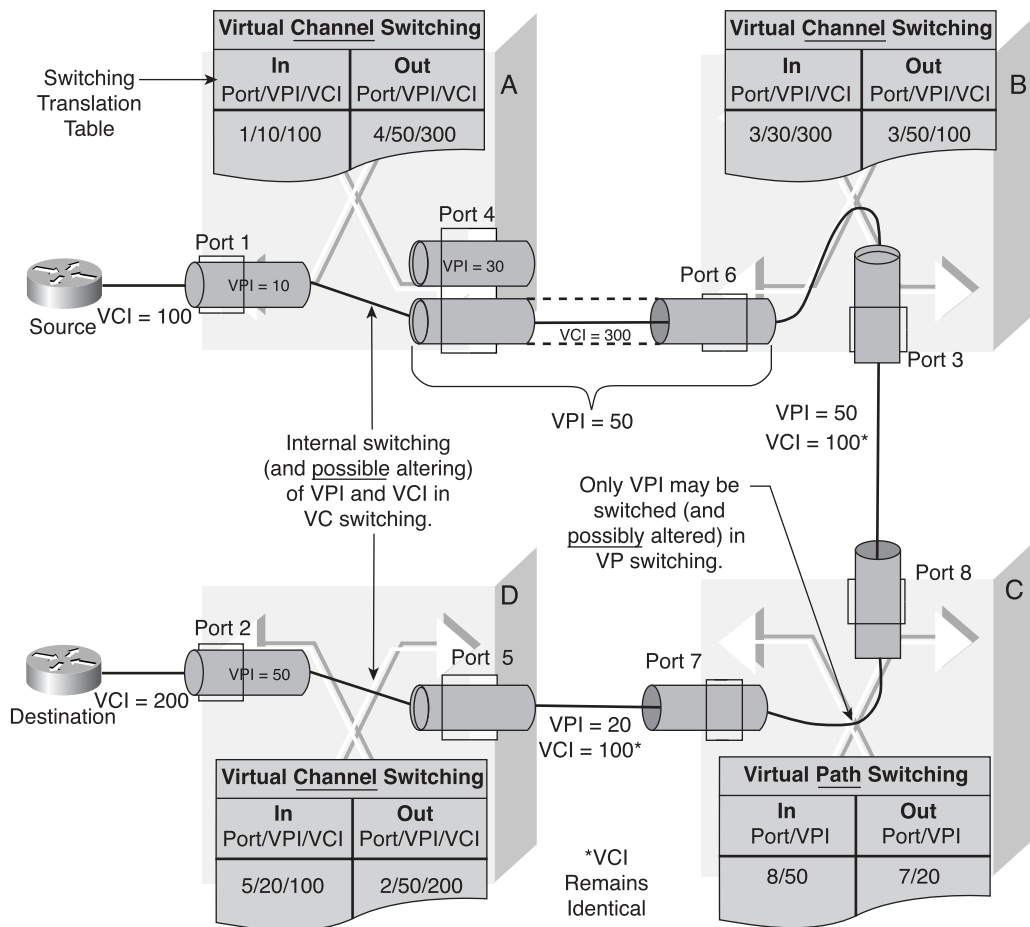 Virtual Channel Switching
In Out
Port/VPI/VCI Port/VPI/VCI
1/10/100 4/50/300
A
Switching
Translation
Table
Virtual Channel Switching
In Out
Port/VPI/VCI Port/VPI/VCI
3/30/300 3/50/100
B
Port 1
VPI = 10
Source
VCI = 100
Port 4
VPI = 30
VCI = 300
Port 6
VPI = 50
Port 3
VPI = 50
VCI = 100*
Internal switching
(and possible altering)
of VPI and VCI in
VC switching.
Only VPI may be
switched (and
possibly altered) in
VP switching.
Port 8
C
D
Port 2
VPI = 50
VCI = 200
Destination
Port 5
VPI = 20
VCI = 100*
Port 7
Virtual Channel Switching
In Out
Port/VPI/VCI Port/VPI/VCI
5/20/100 2/50/200
*VCI
Remains
Identical
Virtual Path Switching
In Out
Port/VPI Port/VPI
8/50 7/20